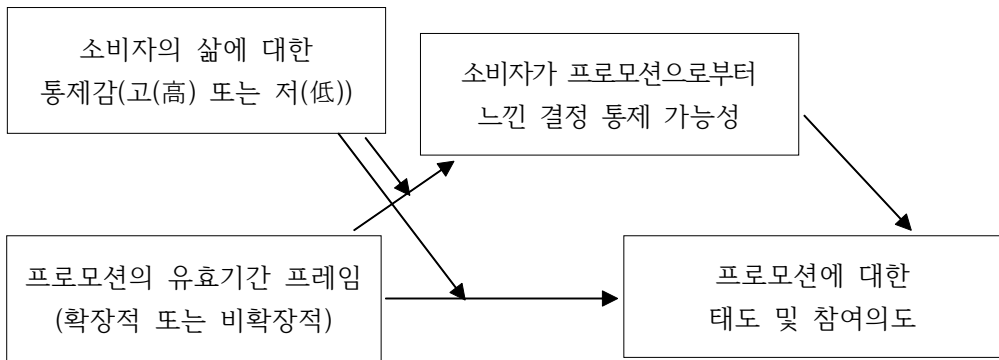 소비자의 삶에 대한
통제감(고(高) 또는 저(低))
소비자가 프로모션으로부터
느낀 결정 통제 가능성
프로모션의 유효기간 프레임
(확장적 또는 비확장적)
프로모션에 대한
태도 및 참여의도